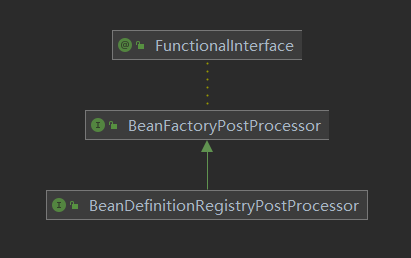 FunctionalInterface
BeanFactoryPostProcessor
BeanDefinitionRegistryPostProcessor